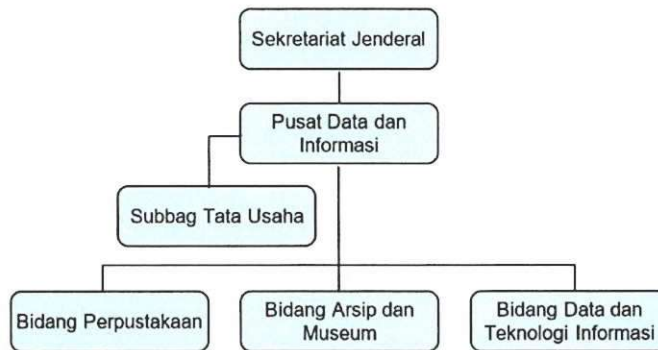 Sekretariat Jenderal
Pusat Data dan
Informasi
Subbag Tata Usaha
Bidang Perpustakaan
Bidang Arsip dan
Museum
Bidang Data dan
Teknologi Informasi